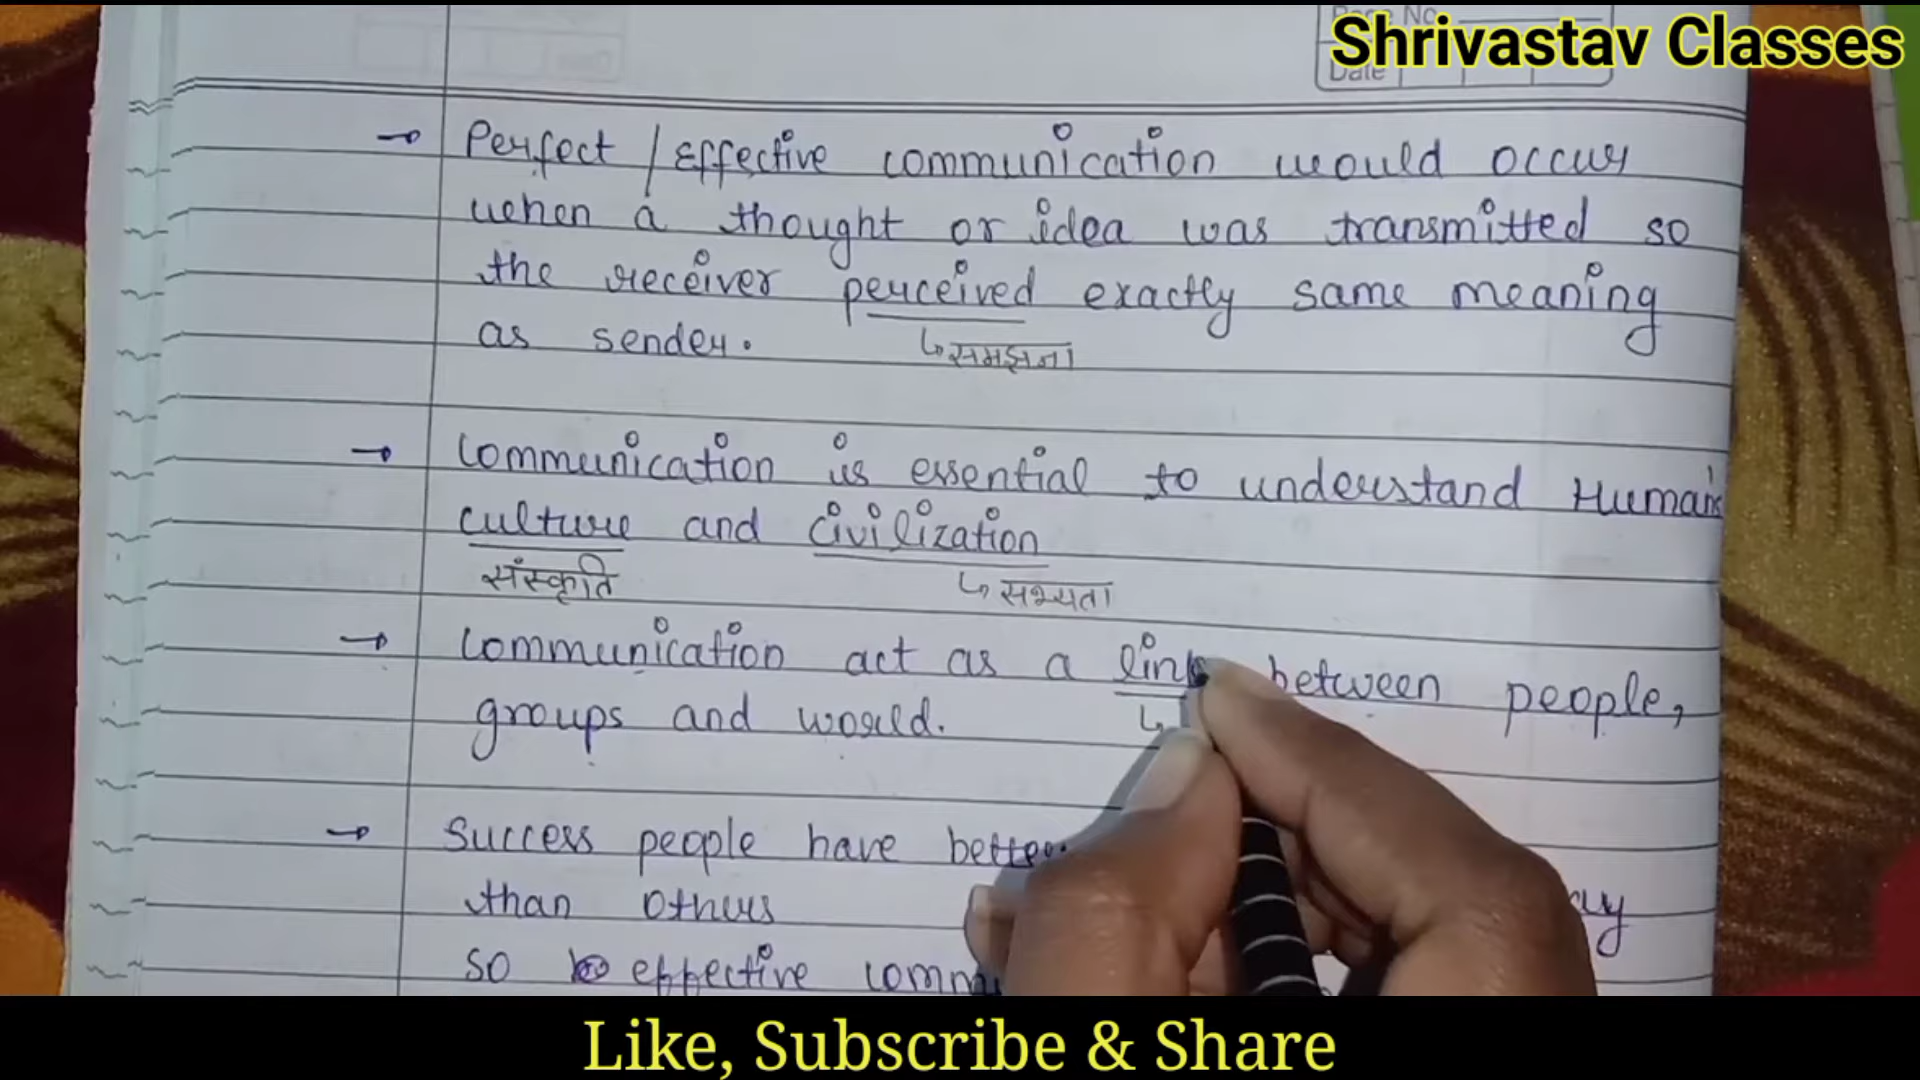 Page No.
Shrivastav Classes
Date
→ Perfect / Effective communication would occur
when a thought or idea was transmitted so
the receiver perceived exactly same meaning
as sender.
↳ समझना
→ Communication is essential to understand Human's
culture and civilization
संस्कृति ↳ सभ्यता
→ Communication act as a link between people,
groups and world.
↳
→ Success people have better
than others
so effective
Like, Subscribe & Share